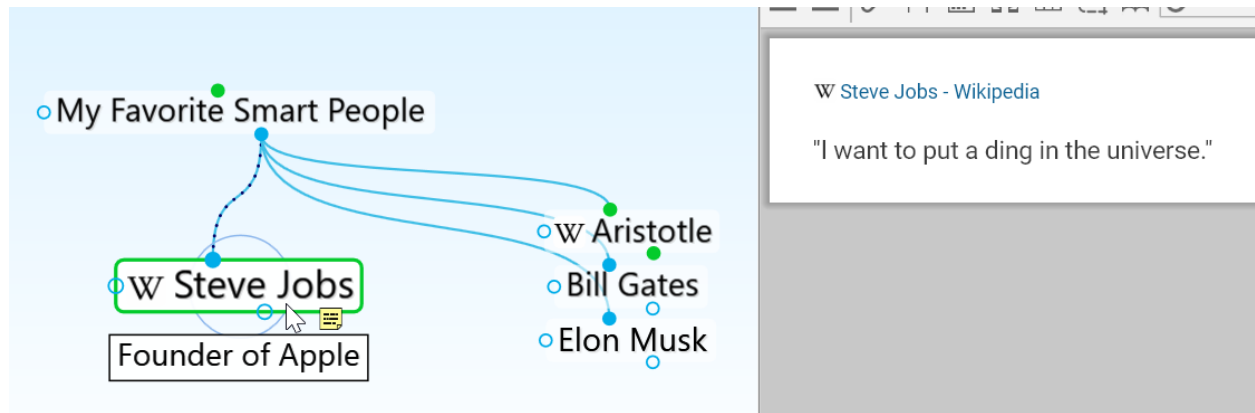 My Favorite Smart People
W Aristotle
Bill Gates
Elon Musk
W Steve Jobs
Founder of Apple
W Steve Jobs - Wikipedia
"I want to put a ding in the universe."